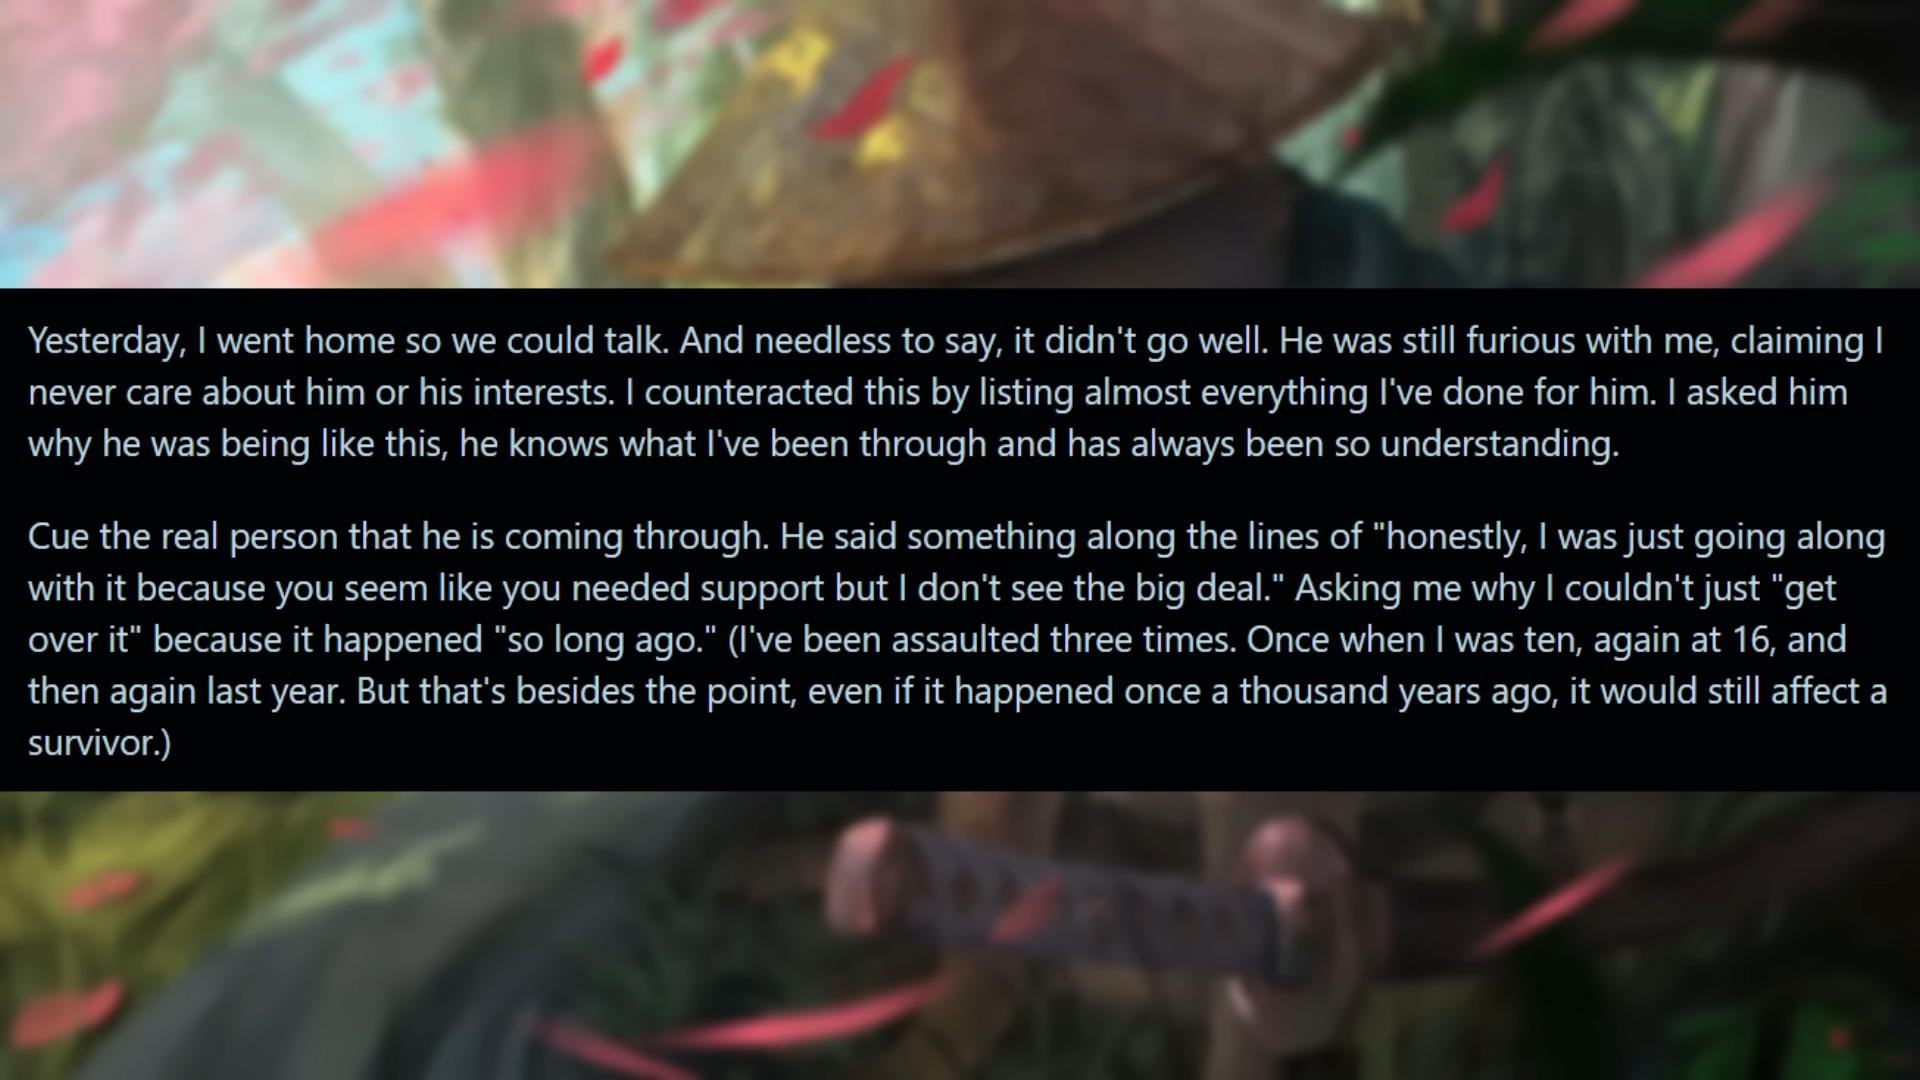 Yesterday, I went home so we could talk. And needless to say, it didn't go well. He was still furious with me, claiming I
never care about him or his interests. I counteracted this by listing almost everything I've done for him. I asked him
why he was being like this, he knows what I've been through and has always been so understanding.
Cue the real person that he is coming through. He said something along the lines of "honestly, I was just going along
with it because you seem like you needed support but I don't see the big deal." Asking me why I couldn't just "get
over it" because it happened "so long ago." (I've been assaulted three times. Once when I was ten, again at 16, and
then again last year. But that's besides the point, even if it happened once a thousand years ago, it would still affect a
survivor.)